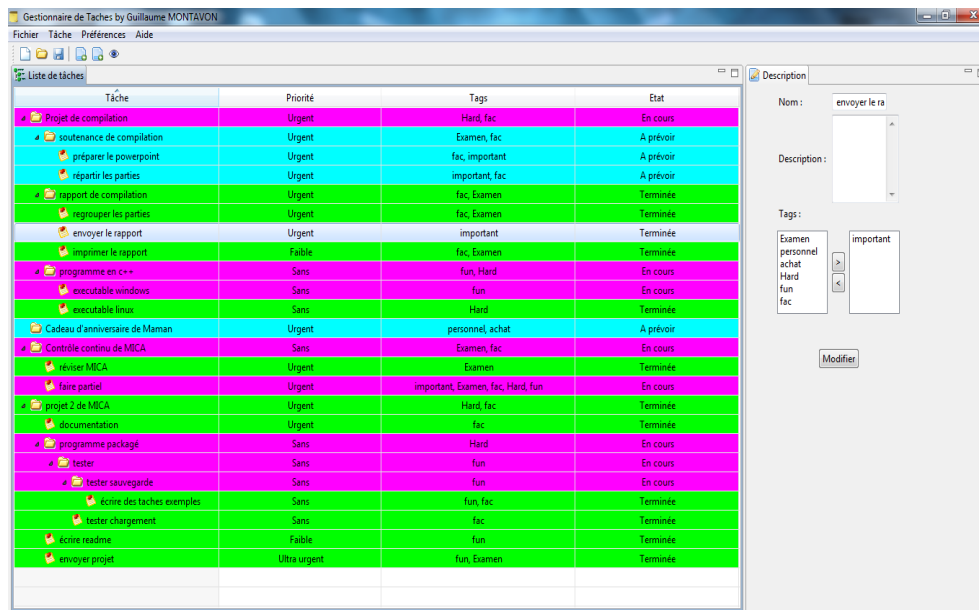 Gestionnaire de Taches by Guillaume MONTAVON
Fichier Tâche Préférences Aide
Liste de tâches
Tâche Priorité Tags Etat
Projet de compilation Urgent Hard, fac En cours
soutenance de compilation Urgent Examen, fac A prévoir
préparer le powerpoint Urgent fac, important A prévoir
répartir les parties Urgent important, fac A prévoir
rapport de compilation Urgent fac, Examen Terminée
regrouper les parties Urgent fac, Examen Terminée
envoyer le rapport Urgent important Terminée
imprimer le rapport Faible fac, Examen Terminée
programme en c++ Sans fun, Hard En cours
executable windows Sans fun En cours
executable linux Sans Hard Terminée
Cadeau d'anniversaire de Maman Urgent personnel, achat A prévoir
Contrôle continu de MICA Sans Examen, fac En cours
réviser MICA Urgent Examen Terminée
faire partiel Urgent important, Examen, fac, Hard, fun En cours
projet 2 de MICA Urgent Hard, fac Terminée
documentation Urgent fac Terminée
programme packagé Sans Hard En cours
tester Sans fun En cours
tester sauvegarde Sans fun En cours
écrire des taches exemples Sans fun, fac Terminée
tester chargement Sans fac Terminée
écrire readme Faible fun Terminée
envoyer projet Ultra urgent fun, Examen Terminée
Description
Nom : envoyer le ra
Description :
Tags :
Examen
personnel
achat
Hard
fun
fac
>
<
important
Modifier